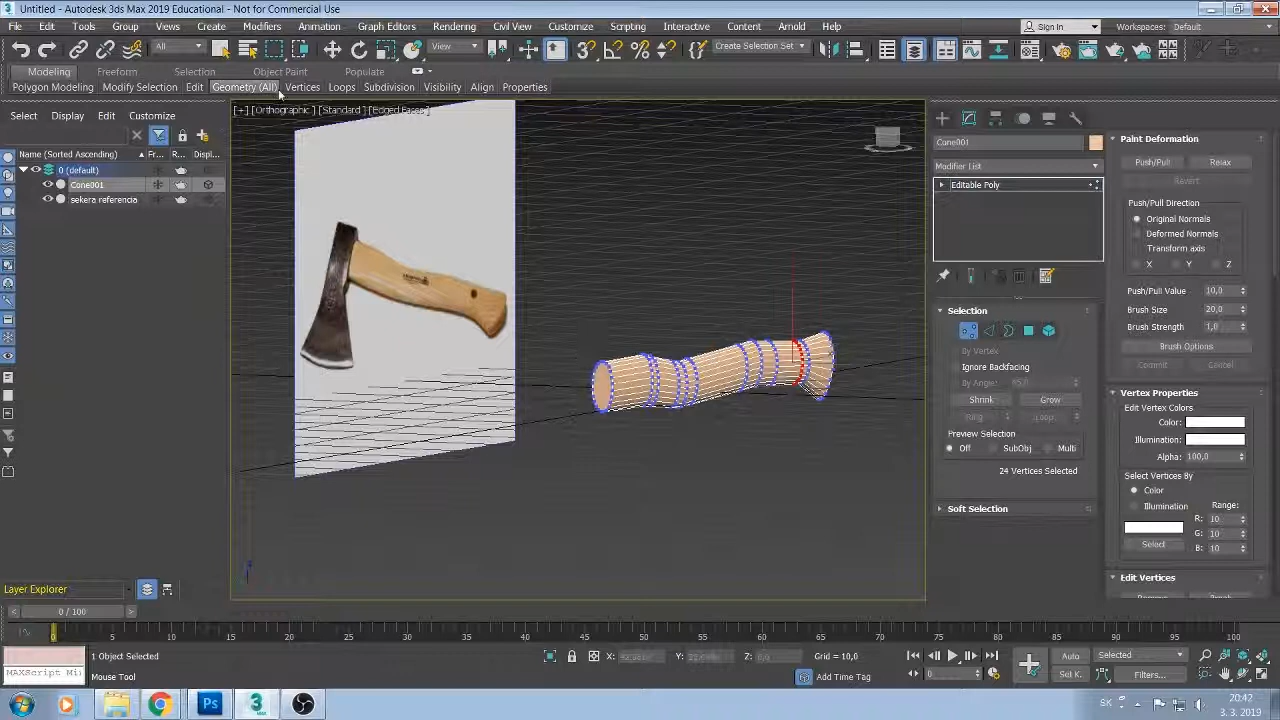 Untitled - Autodesk 3ds Max 2019 Educational - Not for Commercial Use
File Edit Tools Group Views Create Modifiers Animation Graph Editors Rendering Civil View Customize Scripting Interactive Content Arnold Help
Sign In Workspaces: Default
All View Create Selection Set
Modeling Freeform Selection Object Paint Populate
Polygon Modeling Modify Selection Edit Geometry (All) Vertices Loops Subdivision Visibility Align Properties
[+] [Orthographic ] [Standard ] [Edged Faces]
Select Display Edit Customize
Name (Sorted Ascending) Fr... R... Displ...
0 (default)
Cone001
Cone001
Modifier List
Editable Poly
Selection
By Vertex
Ignore Backfacing
By Angle: 45,0
Shrink Grow
Ring Loop
Preview Selection
Off SubObj Multi
24 Vertices Selected
Soft Selection
Paint Deformation
Push/Pull Relax
Revert
Push/Pull Direction
Original Normals
Deformed Normals
Transform axis
X Y Z
Push/Pull Value 10,0
Brush Size 20,0
Brush Strength 1,0
Brush Options
Commit Cancel
Vertex Properties
Edit Vertex Colors
Color:
Illumination:
Alpha: 100,0
Select Vertices By
Color
Illumination Range:
R: 10
G: 10
B: 10
Select
Edit Vertices
Layer Explorer
0 / 100
0 5 10 15 20 25 30 35 40 45 50 55 60 65 70 75 80 85 90 95 100
1 Object Selected X: Y: Z: Grid = 10,0
MAXScript Mi
Mouse Tool
Add Time Tag
0
Auto Selected
Set K. Filters...
SK
20:42
3. 3. 2019